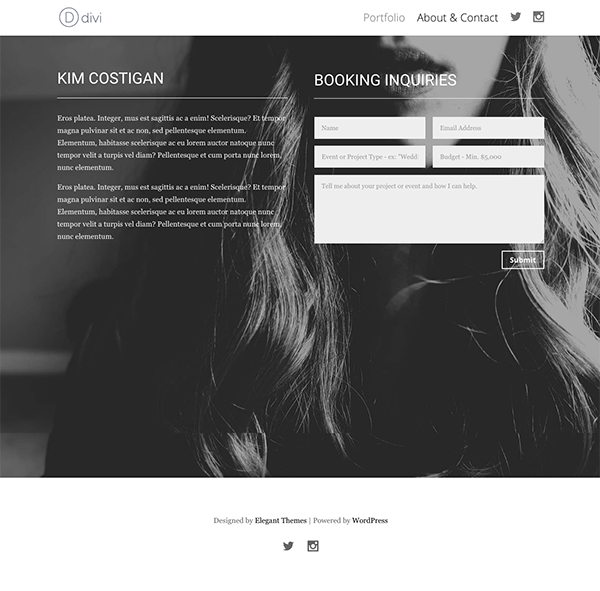 D divi
Portfolio About & Contact
KIM COSTIGAN
Eros platea. Integer, mus est sagittis ac a enim! Scelerisque? Et tempor
magna pulvinar sit et ac non, sed pellentesque elementum.
Elementum, habitasse scelerisque ac eu lorem auctor natoque nunc
tempor velit a turpis vel diam? Pellentesque et cum porta nunc lorem,
nunc elementum.
Eros platea. Integer, mus est sagittis ac a enim! Scelerisque? Et tempor
magna pulvinar sit et ac non, sed pellentesque elementum.
Elementum, habitasse scelerisque ac eu lorem auctor natoque nunc
tempor velit a turpis vel diam? Pellentesque et cum porta nunc lorem,
nunc elementum.
BOOKING INQUIRIES
Name
Email Address
Event or Project Type - ex: "Weddi
Budget - Min. $5,000
Tell me about your project or event and how I can help.
Submit
Designed by Elegant Themes | Powered by WordPress